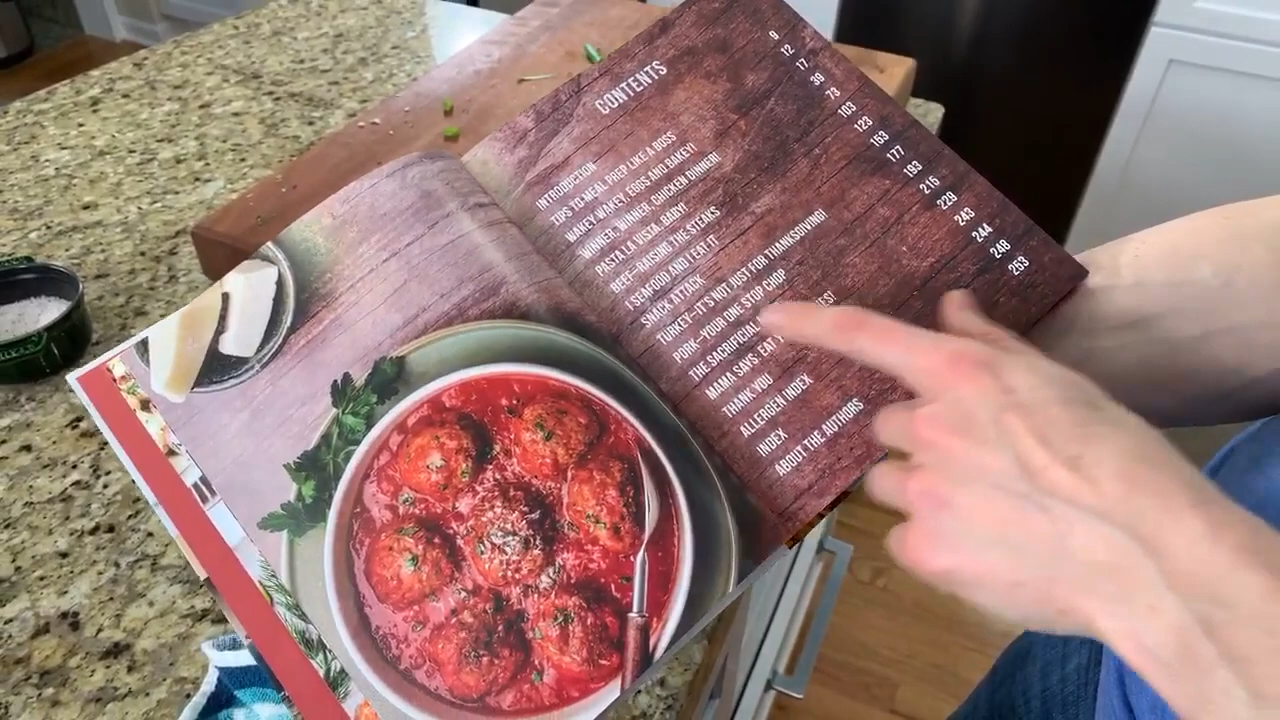 CONTENTS
INTRODUCTION 9
TIPS TO MEAL PREP LIKE A BOSS 12
WAKEY WAKEY, EGGS AND BAKEY! 17
WINNER, WINNER, CHICKEN DINNER! 39
PASTA LA VISTA, BABY! 73
BEEF—RAISING THE STEAKS 103
I SEAFOOD AND I EAT IT 123
SNACK ATTACK 153
TURKEY—IT'S NOT JUST FOR THANKSGIVING! 177
PORK—YOUR ONE STOP CHOP 193
THE SACRIFICIAL 215
MAMA SAYS: EAT 229
THANK YOU 243
ALLERGEN INDEX 244
INDEX 248
ABOUT THE AUTHORS 253